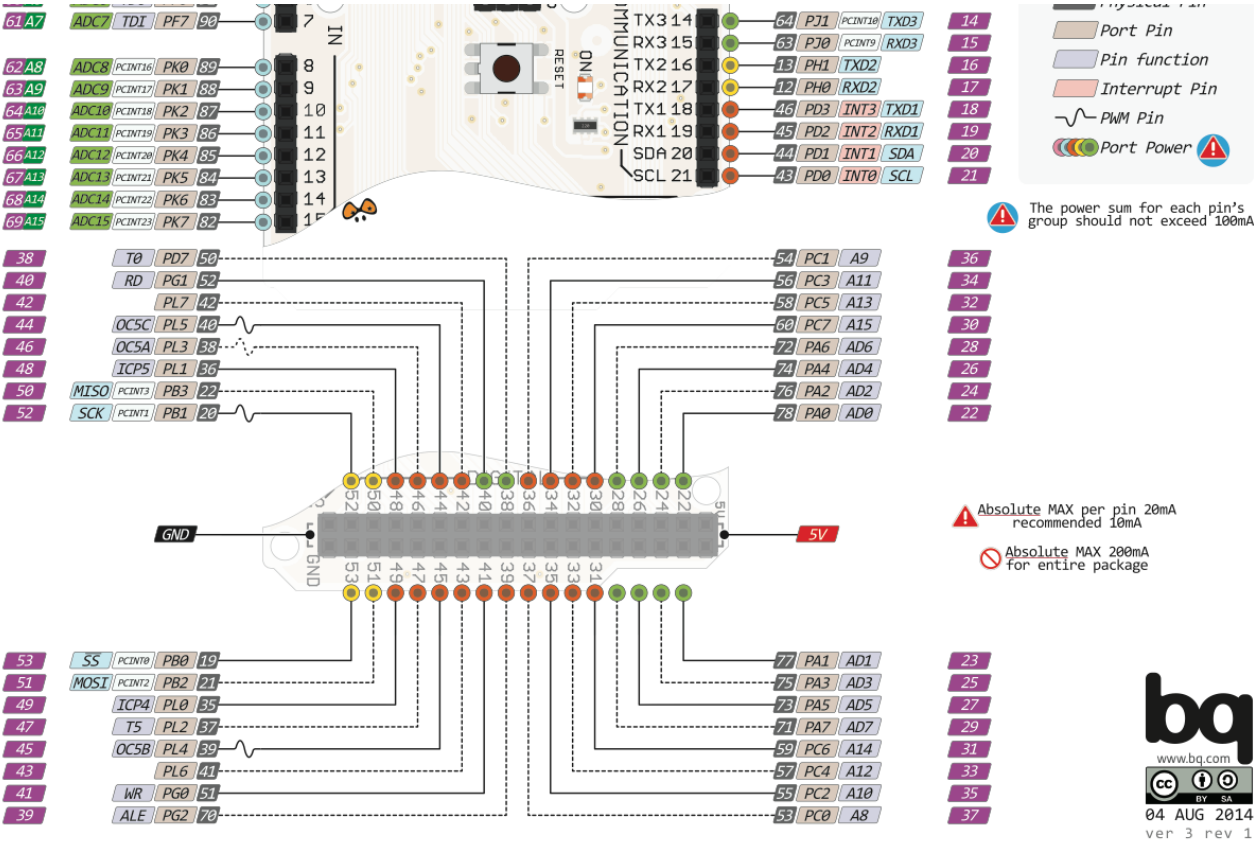 61 A7 ADC7 TDI PF7 90 7 IN
TX3 14 64 PJ1 PCINT10 TXD3 14
RX3 15 63 PJ0 PCINT9 RXD3 15
62 A8 ADC8 PCINT16 PK0 89 8
TX2 16 13 PH1 TXD2 16
63 A9 ADC9 PCINT17 PK1 88 9
RX2 17 12 PH0 RXD2 17
64 A10 ADC10 PCINT18 PK2 87 10
TX1 18 46 PD3 INT3 TXD1 18
65 A11 ADC11 PCINT19 PK3 86 11
RX1 19 45 PD2 INT2 RXD1 19
66 A12 ADC12 PCINT20 PK4 85 12
SDA 20 44 PD1 INT1 SDA 20
67 A13 ADC13 PCINT21 PK5 84 13
SCL 21 43 PD0 INT0 SCL 21
68 A14 ADC14 PCINT22 PK6 83 14
69 A15 ADC15 PCINT23 PK7 82 15
RESET
ON
MMUNICATION
Physical Pin
Port Pin
Pin function
Interrupt Pin
PWM Pin
Port Power
The power sum for each pin's
group should not exceed 100mA
38 T0 PD7 50
40 RD PG1 52
42 PL7 42
44 OC5C PL5 40
46 OC5A PL3 38
48 ICP5 PL1 36
50 MISO PCINT3 PB3 22
52 SCK PCINT1 PB1 20
54 PC1 A9 36
56 PC3 A11 34
58 PC5 A13 32
60 PC7 A15 30
72 PA6 AD6 28
74 PA4 AD4 26
76 PA2 AD2 24
78 PA0 AD0 22
DIGITAL
52 50 48 46 44 42 40 38 36 34 32 30 28 26 24 22 5V
GND
5V
GND 53 51 49 47 45 43 41 39 37 35 33 31
Absolute MAX per pin 20mA
recommended 10mA
Absolute MAX 200mA
for entire package
53 SS PCINT0 PB0 19
51 MOSI PCINT2 PB2 21
49 ICP4 PL0 35
47 T5 PL2 37
45 OC5B PL4 39
43 PL6 41
41 WR PG0 51
39 ALE PG2 70
77 PA1 AD1 23
75 PA3 AD3 25
73 PA5 AD5 27
71 PA7 AD7 29
59 PC6 A14 31
57 PC4 A12 33
55 PC2 A10 35
53 PC0 A8 37
bq
www.bq.com
cc BY SA
04 AUG 2014
ver 3 rev 1